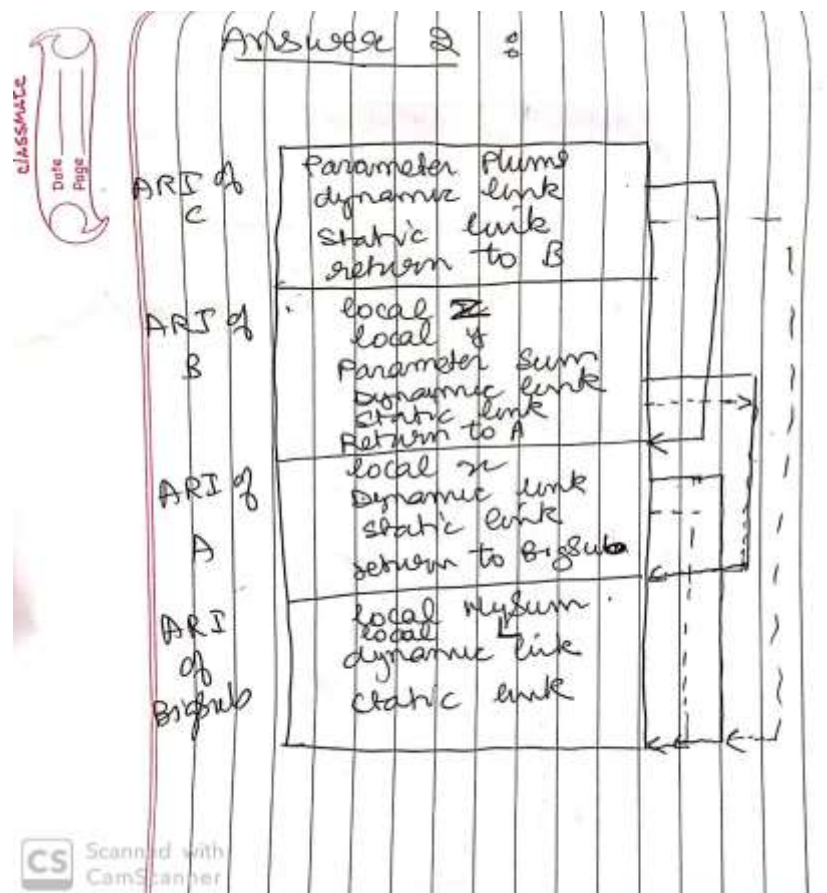 Answer 2 :
classmate
Date
Page
ARI of
C
Parameter Plums
dynamic link
Static link
return to B
ARI of
B
local Z
local y
Parameter Sum
Dynaymic link
Static link
Return to A
ARI of
A
local x
Dynamic link
Static link
return to BigSub
ARI
of
Bigsub
local MySum
local L
dynamic link
Static link
CS Scanned with
CamScanner